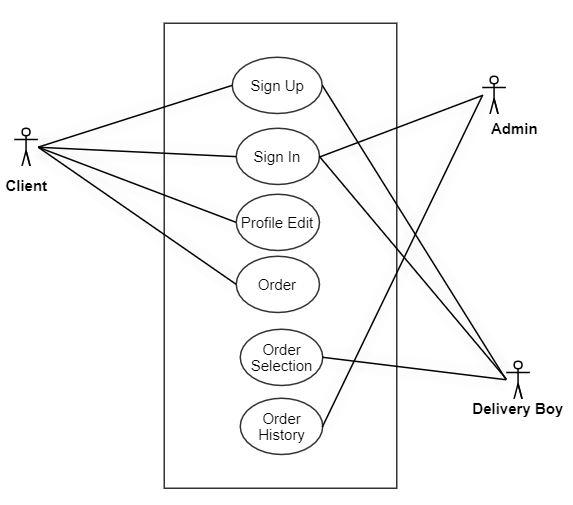 Sign Up
Admin
Sign In
Client
Profile Edit
Order
Order
Selection
Delivery Boy
Order
History